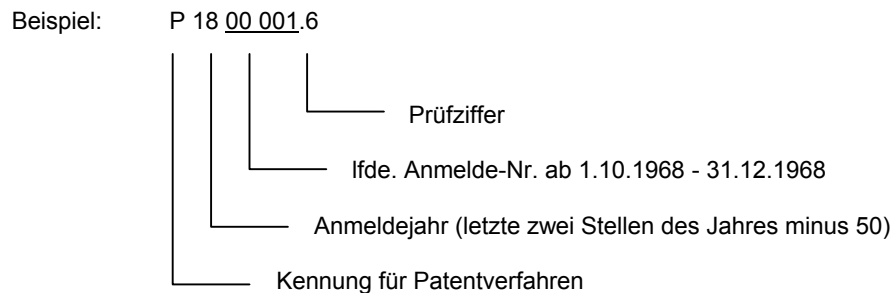 Beispiel: P 18 00 001.6
Prüfziffer
lfde. Anmelde-Nr. ab 1.10.1968 - 31.12.1968
Anmeldejahr (letzte zwei Stellen des Jahres minus 50)
Kennung für Patentverfahren